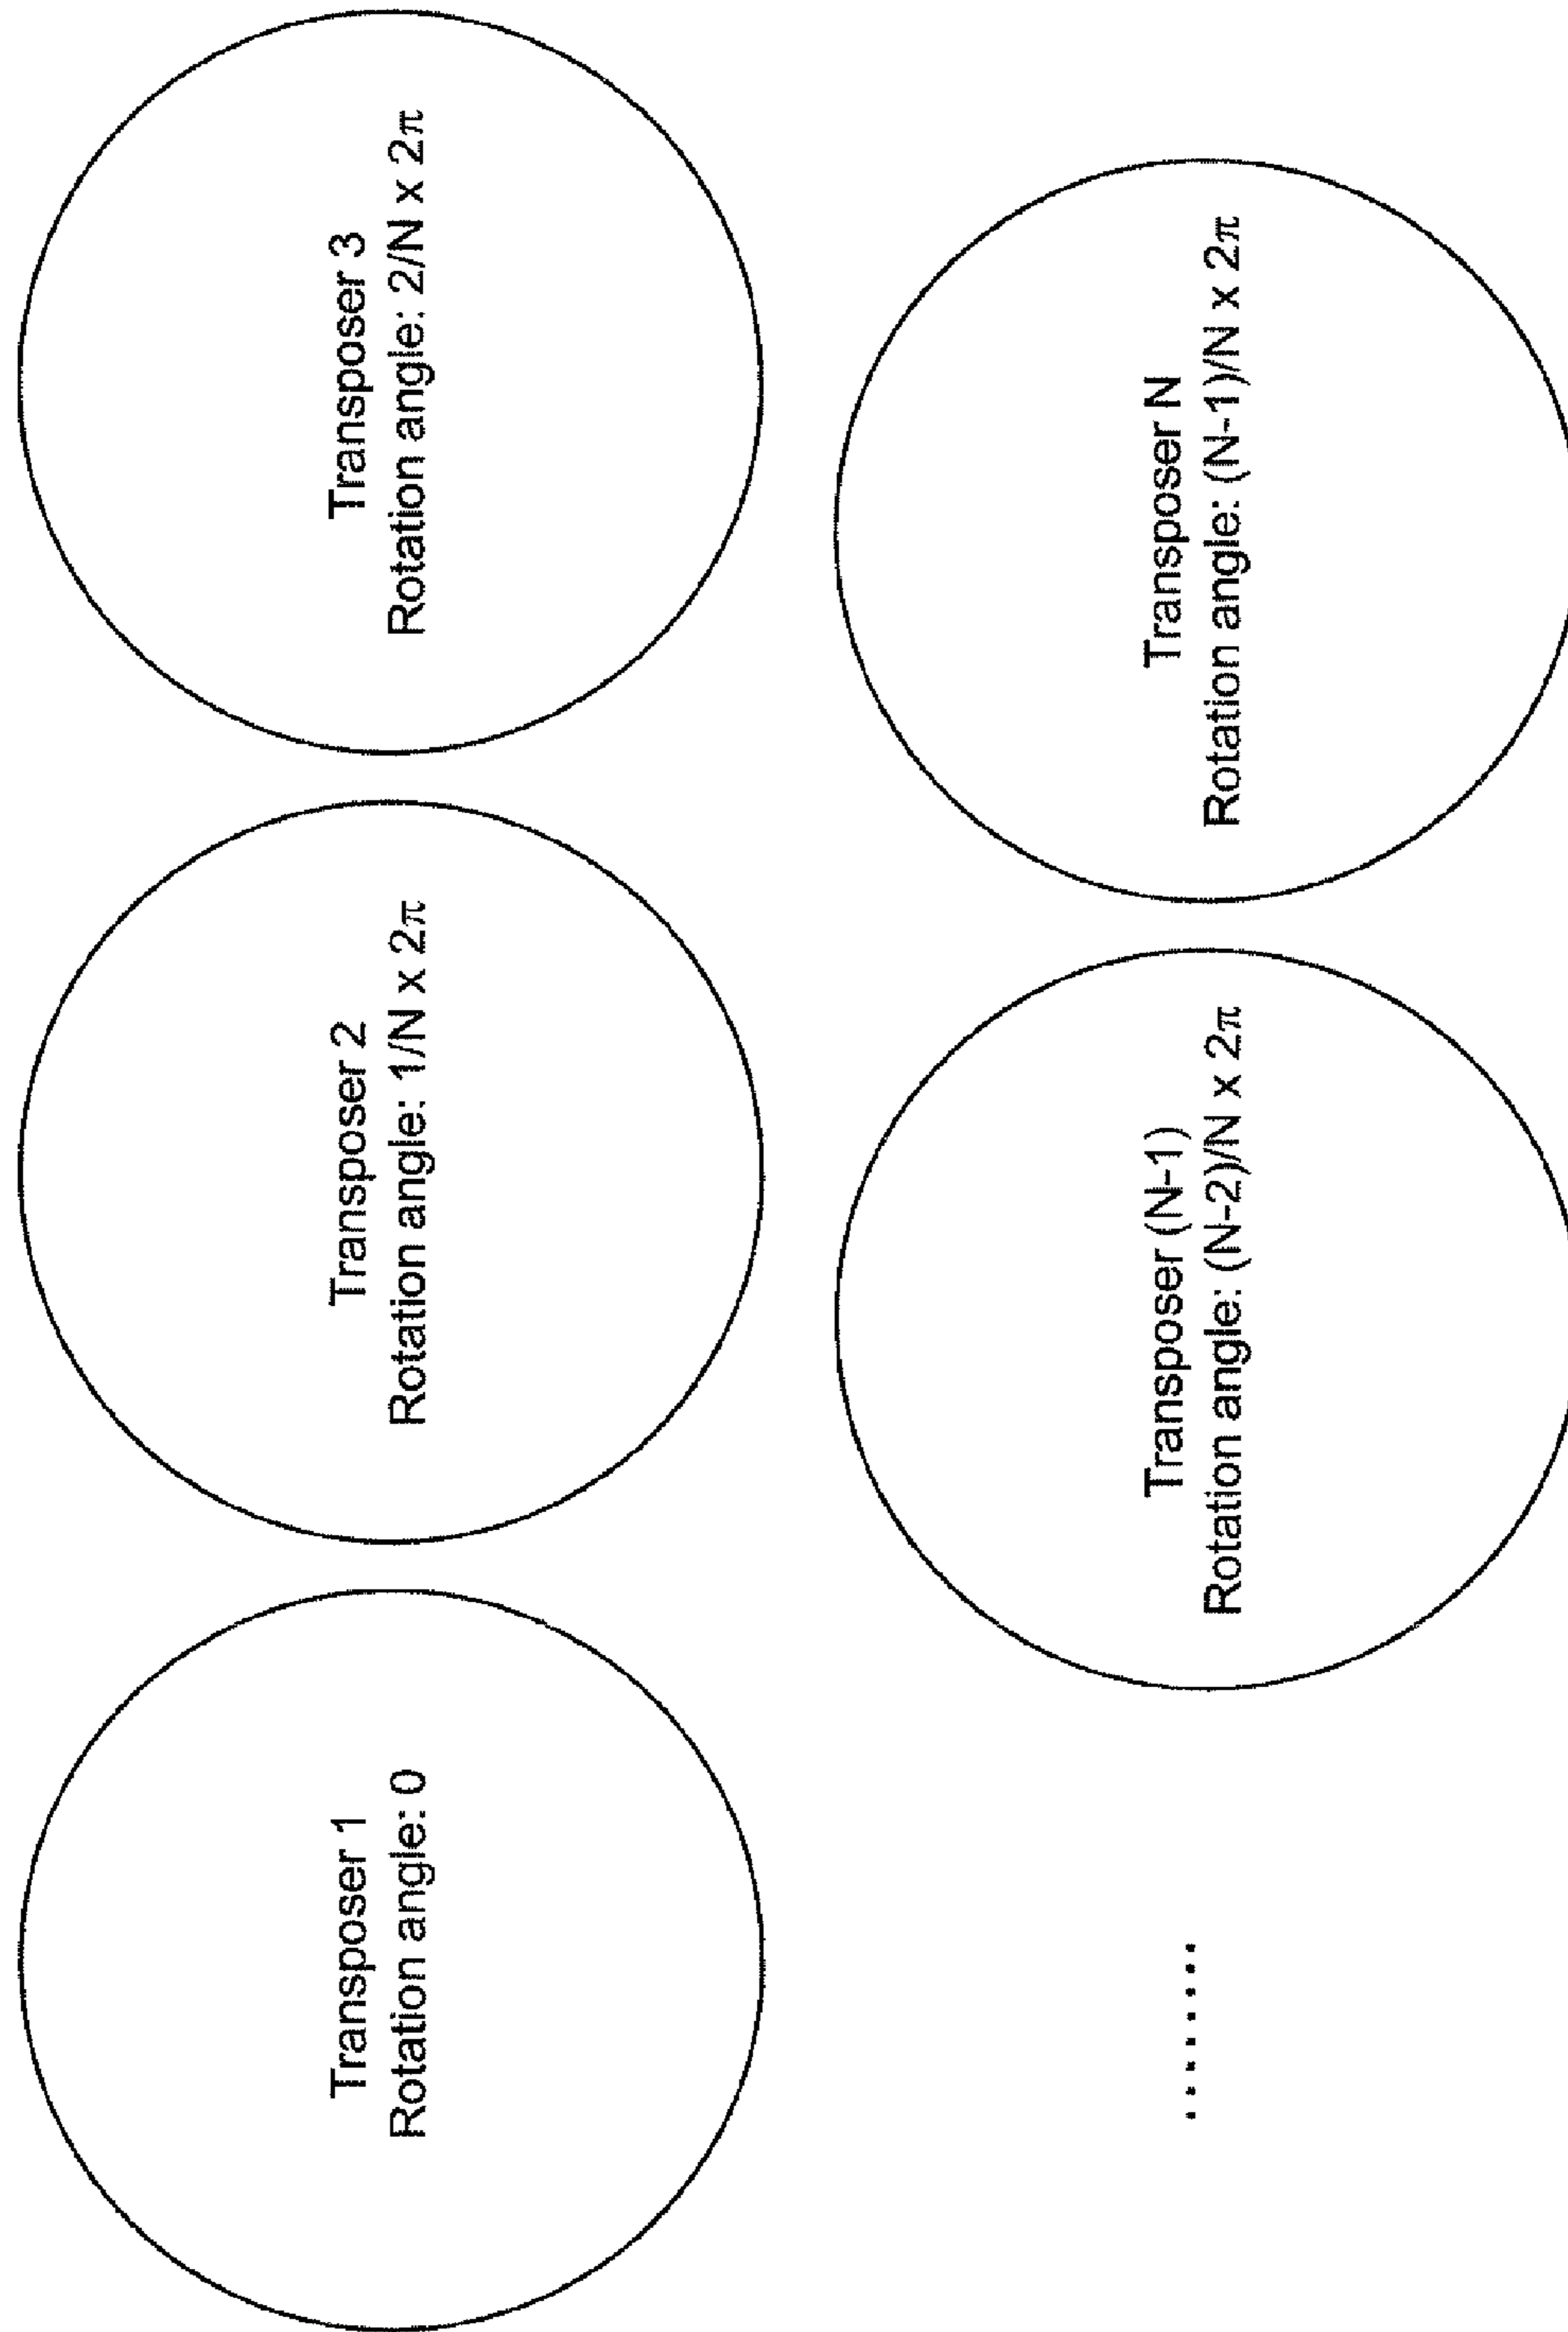 Transposer 1
Rotation angle: 0
Transposer 2
Rotation angle: 1/N x 2π
Transposer 3
Rotation angle: 2/N x 2π
........
Transposer (N-1)
Rotation angle: (N-2)/N x 2π
Transposer N
Rotation angle: (N-1)/N x 2π